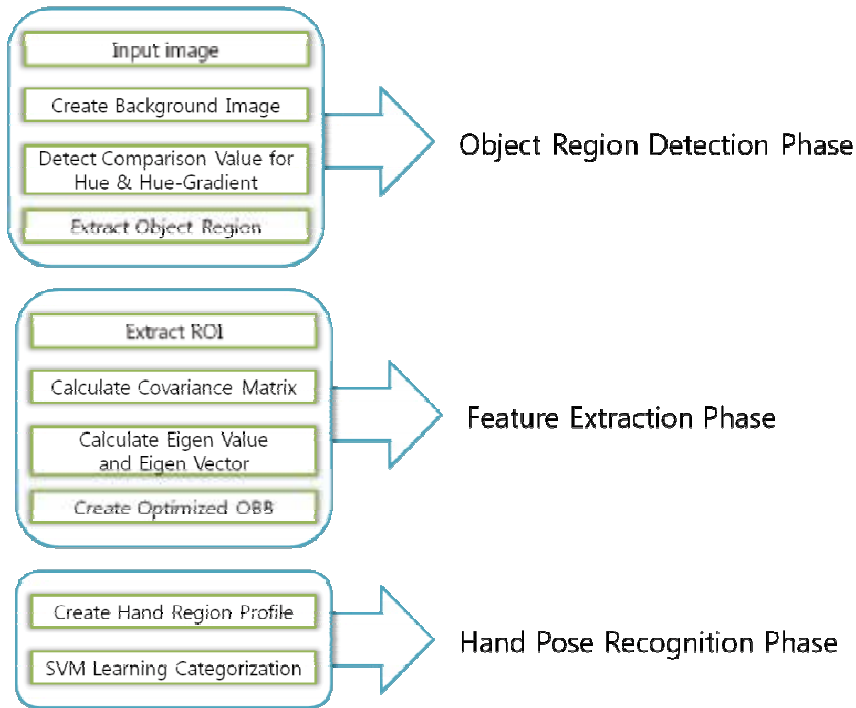 Input image
Create Background Image
Detect Comparison Value for
Hue & Hue-Gradient
Extract Object Region
Object Region Detection Phase
Extract ROI
Calculate Covariance Matrix
Calculate Eigen Value
and Eigen Vector
Create Optimized OBB
Feature Extraction Phase
Create Hand Region Profile
SVM Learning Categorization
Hand Pose Recognition Phase